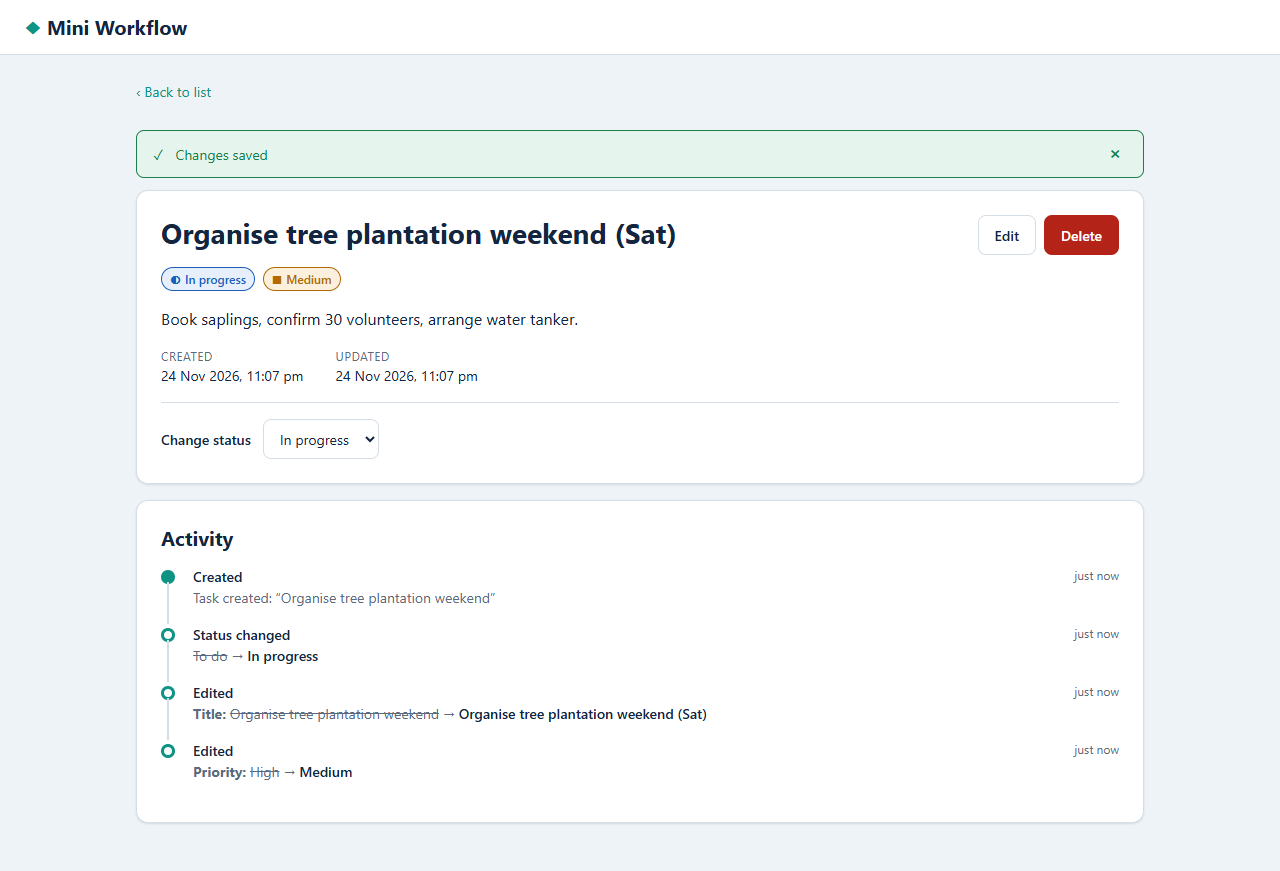 Mini Workflow
‹ Back to list
✓ Changes saved ×
Organise tree plantation weekend (Sat)
Edit Delete
In progress Medium
Book saplings, confirm 30 volunteers, arrange water tanker.
CREATED UPDATED
24 Nov 2026, 11:07 pm 24 Nov 2026, 11:07 pm
Change status In progress
Activity
Created just now
Task created: “Organise tree plantation weekend”
Status changed just now
To do → In progress
Edited just now
Title: Organise tree plantation weekend → Organise tree plantation weekend (Sat)
Edited just now
Priority: High → Medium